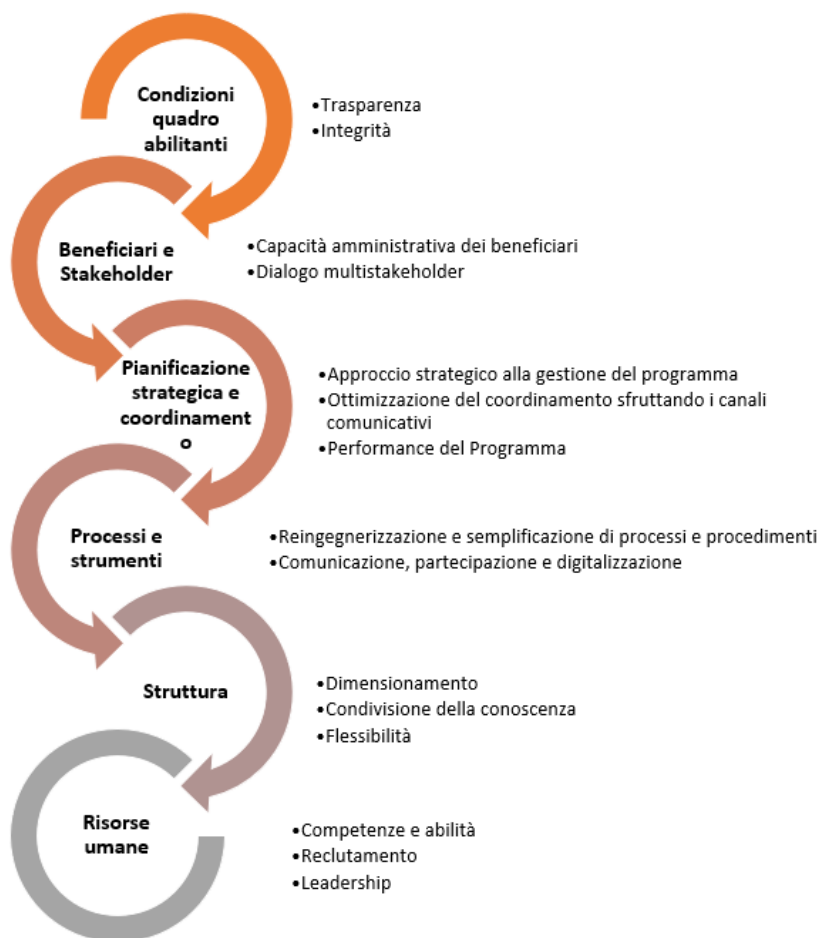 Condizioni
quadro
abilitanti
•Trasparenza
•Integrità
Beneficiari e
Stakeholder
•Capacità amministrativa dei beneficiari
•Dialogo multistakeholder
Pianificazione
strategica e
coordinament
o
•Approccio strategico alla gestione del programma
•Ottimizzazione del coordinamento sfruttando i canali
comunicativi
•Performance del Programma
Processi e
strumenti
•Reingegnerizzazione e semplificazione di processi e procedimenti
•Comunicazione, partecipazione e digitalizzazione
Struttura
•Dimensionamento
•Condivisione della conoscenza
•Flessibilità
Risorse
umane
•Competenze e abilità
•Reclutamento
•Leadership